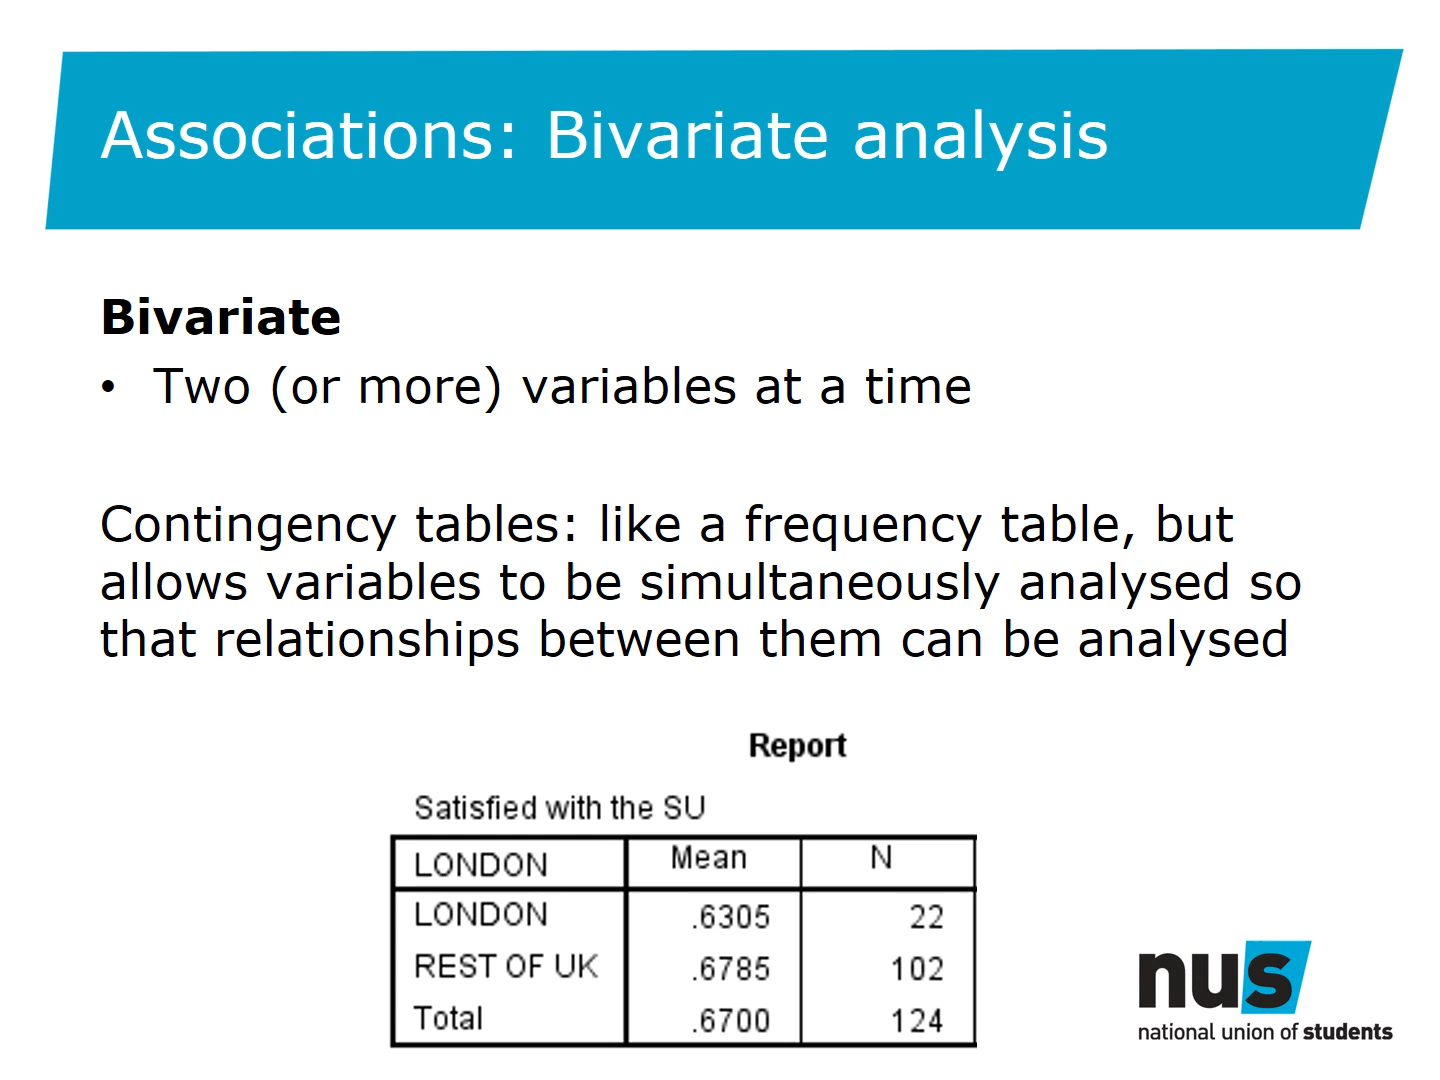 Associations: Bivariate analysis
Bivariate
• Two (or more) variables at a time
Contingency tables: like a frequency table, but
allows variables to be simultaneously analysed so
that relationships between them can be analysed
Report
Satisfied with the SU
LONDON Mean N
LONDON .6305 22
REST OF UK .6785 102
Total .6700 124
nus
national union of students